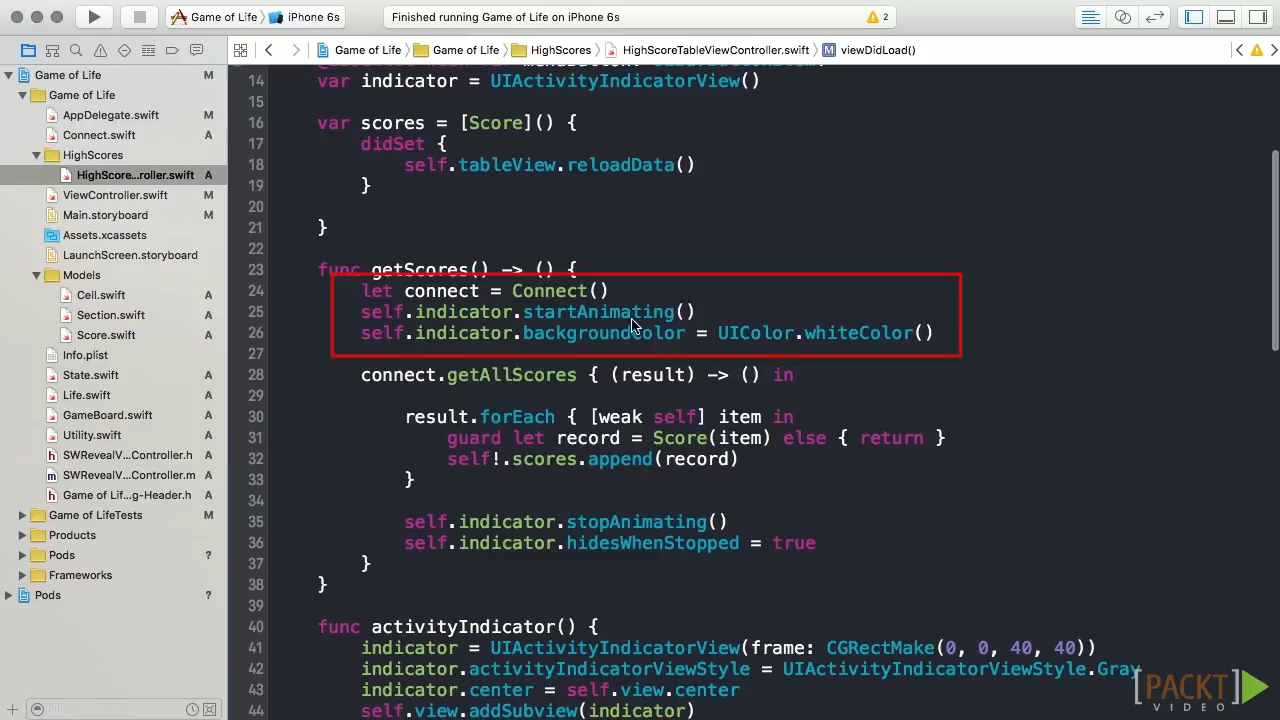 Game of Life
iPhone 6s
Finished running Game of Life on iPhone 6s
2
Game of Life
Game of Life
HighScores
HighScoreTableViewController.swift
M
viewDidLoad()
Game of Life M
Game of Life
AppDelegate.swift M
Connect.swift A
HighScores
HighScore...roller.swift A
ViewController.swift M
Main.storyboard M
Assets.xcassets
LaunchScreen.storyboard
Models
Cell.swift A
Section.swift A
Score.swift A
Info.plist
State.swift A
Life.swift A
GameBoard.swift A
Utility.swift A
SWRevealV...Controller.h A
SWRevealV...Controller.m A
Game of Lif...g-Header.h A
Game of LifeTests M
Products
Pods ?
Frameworks
Pods ?
14 var indicator = UIActivityIndicatorView()
15
16 var scores = [Score]() {
17 didSet {
18 self.tableView.reloadData()
19 }
20
21 }
22
23 func getScores() -> () {
24 let connect = Connect()
25 self.indicator.startAnimating()
26 self.indicator.backgroundColor = UIColor.whiteColor()
27
28 connect.getAllScores { (result) -> () in
29
30 result.forEach { [weak self] item in
31 guard let record = Score(item) else { return }
32 self!.scores.append(record)
33 }
34
35 self.indicator.stopAnimating()
36 self.indicator.hidesWhenStopped = true
37 }
38 }
39
40 func activityIndicator() {
41 indicator = UIActivityIndicatorView(frame: CGRectMake(0, 0, 40, 40))
42 indicator.activityIndicatorViewStyle = UIActivityIndicatorViewStyle.Gray
43 indicator.center = self.view.center
44 self.view.addSubview(indicator)
[PACKT]
VIDEO